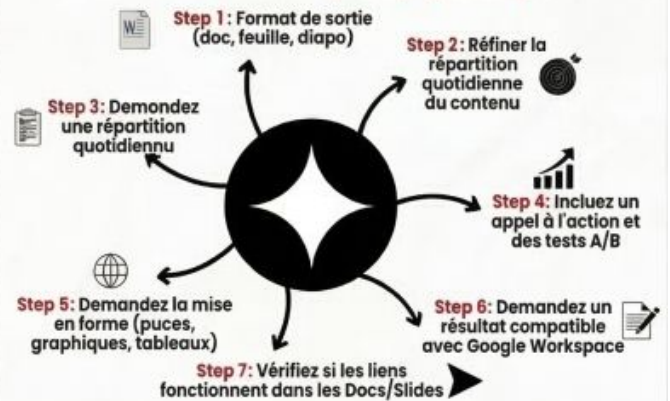 Step 1: Format de sortie
(doc, feuille, diapo)
Step 2: Réfiner la
répartition
quotidienne
du contenu
Step 3: Demondez
une répartition
quotidiennu
Step 4: Incluez un
appel à l'action et
des tests A/B
Step 5: Demandez la mise
en forme (puces,
graphiques, tableaux)
Step 6: Demandez un
résultat compatible
avec Google Workspace
Step 7: Vérifiez si les liens
fonctionnent dans les Docs/Slides
W